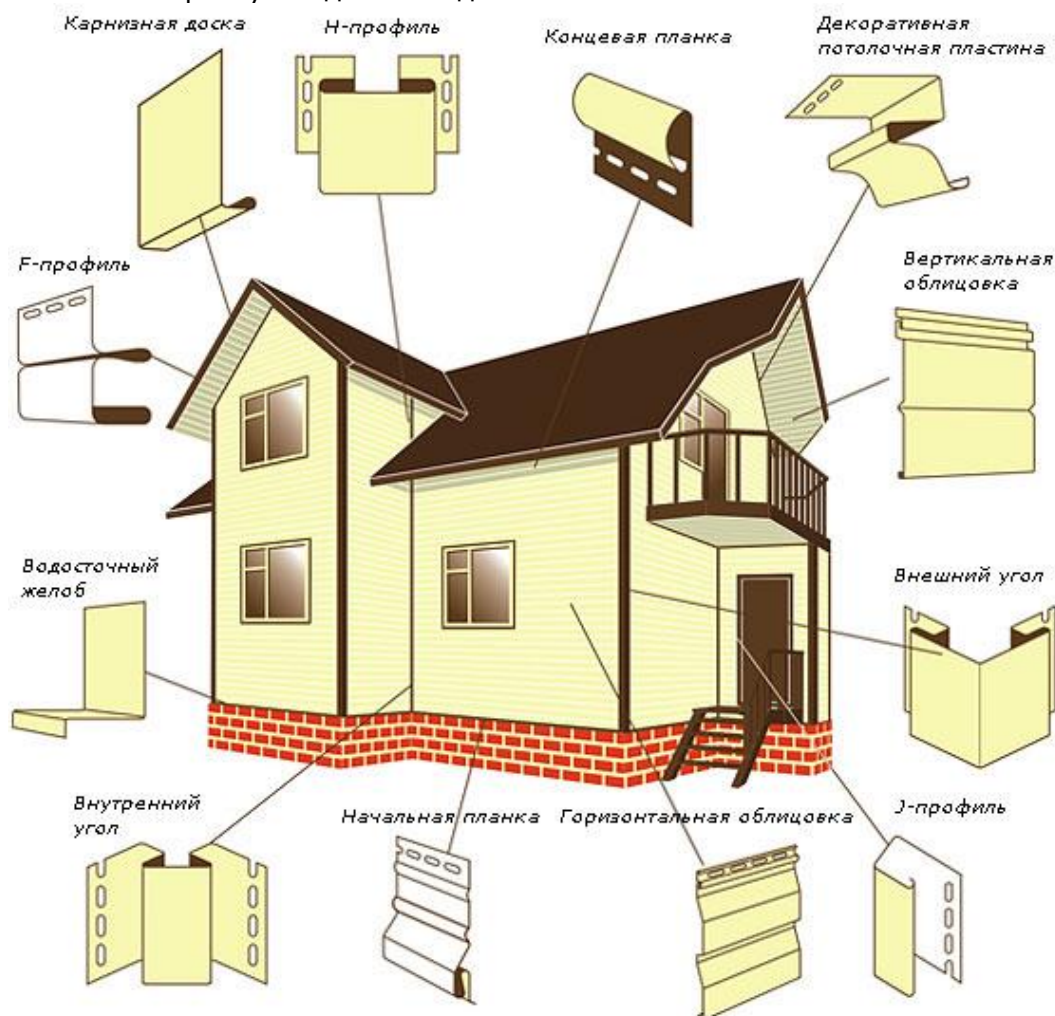 Карнизная доска
Н-профиль
Концевая планка
Декоративная
потолочная пластина
F-профиль
Вертикальная
облицовка
Водосточный
желоб
Внешний угол
Внутренний
угол
Начальная планка
Горизонтальная облицовка
J-профиль